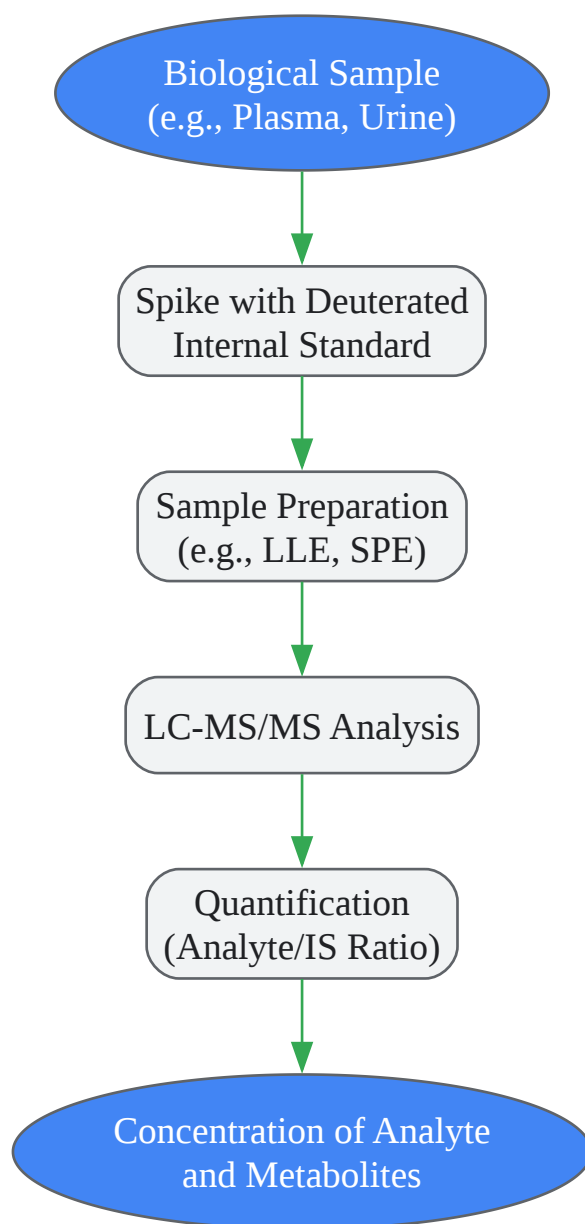 Biological Sample
(e.g., Plasma, Urine)
Spike with Deuterated
Internal Standard
Sample Preparation
(e.g., LLE, SPE)
LC-MS/MS Analysis
Quantification
(Analyte/IS Ratio)
Concentration of Analyte
and Metabolites